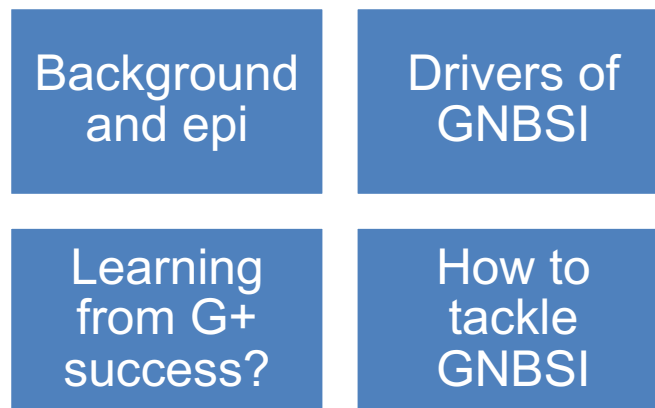 Background
and epi
Drivers of
GNBSI
Learning
from G+
success?
How to
tackle
GNBSI